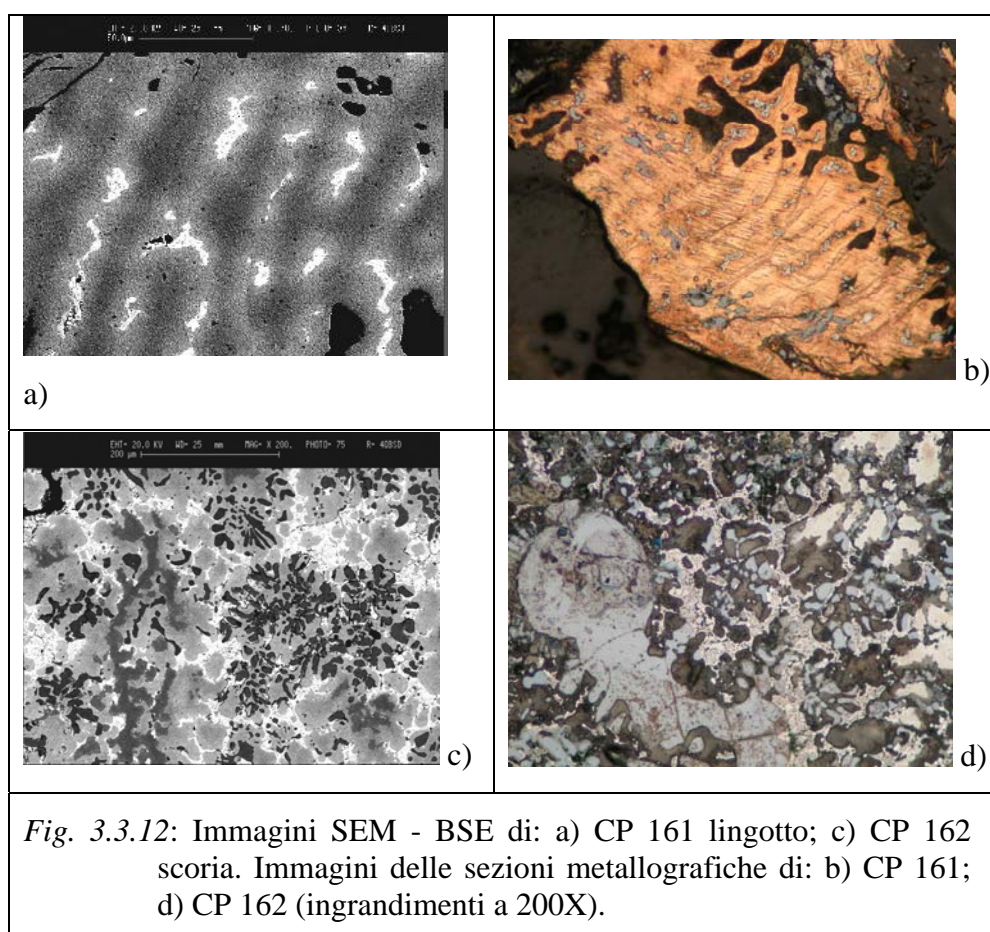 50.0µm
a)
b)
EHT= 20.0 KV WD= 25 mm MAG= X 200. PHOTO= 75 R= 4QBSD
200 µm
c)
d)
Fig. 3.3.12: Immagini SEM - BSE di: a) CP 161 lingotto; c) CP 162
scoria. Immagini delle sezioni metallografiche di: b) CP 161;
d) CP 162 (ingrandimenti a 200X).